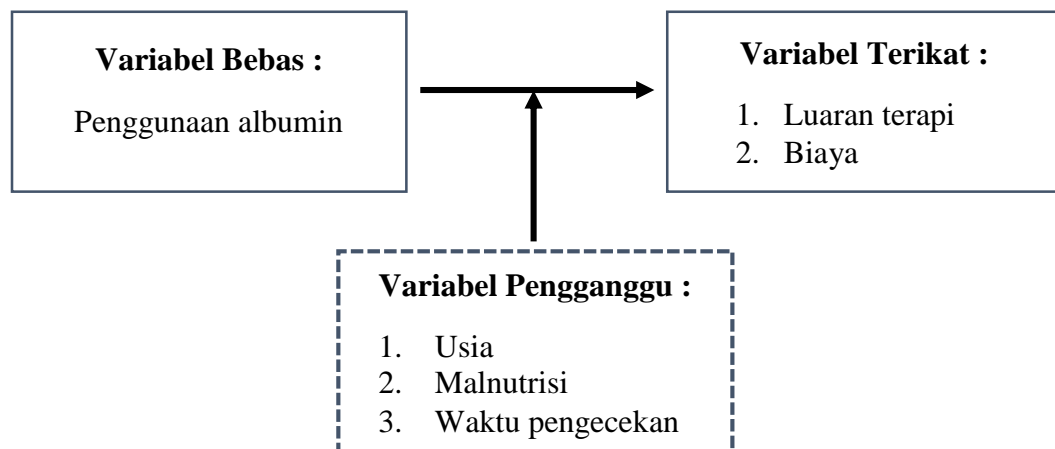 Variabel Bebas :
Penggunaan albumin
Variabel Terikat :
1. Luaran terapi
2. Biaya
Variabel Pengganggu :
1. Usia
2. Malnutrisi
3. Waktu pengecekan